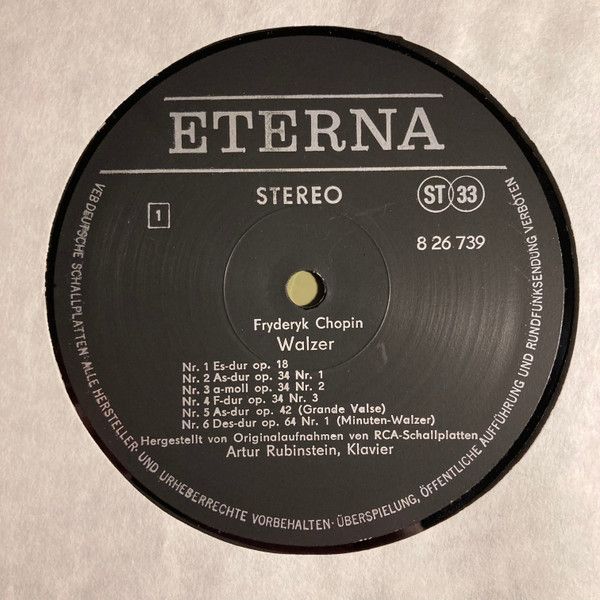 ETERNA
STEREO
ST 33
1
8 26 739
Fryderyk Chopin
Walzer
Nr. 1 Es-dur op. 18
Nr. 2 As-dur op. 34 Nr. 1
Nr. 3 a-moll op. 34 Nr. 2
Nr. 4 F-dur op. 34 Nr. 3
Nr. 5 As-dur op. 42 (Grande Valse)
Nr. 6 Des-dur op. 64 Nr. 1 (Minuten-Walzer)
Hergestellt von Originalaufnahmen von RCA-Schallplatten
Artur Rubinstein, Klavier
VEB DEUTSCHE SCHALLPLATTEN · ALLE HERSTELLER- UND URHEBERRECHTE VORBEHALTEN · ÜBERSPIELUNG, ÖFFENTLICHE AUFFÜHRUNG UND RUNDFUNKSENDUNG VERBOTEN